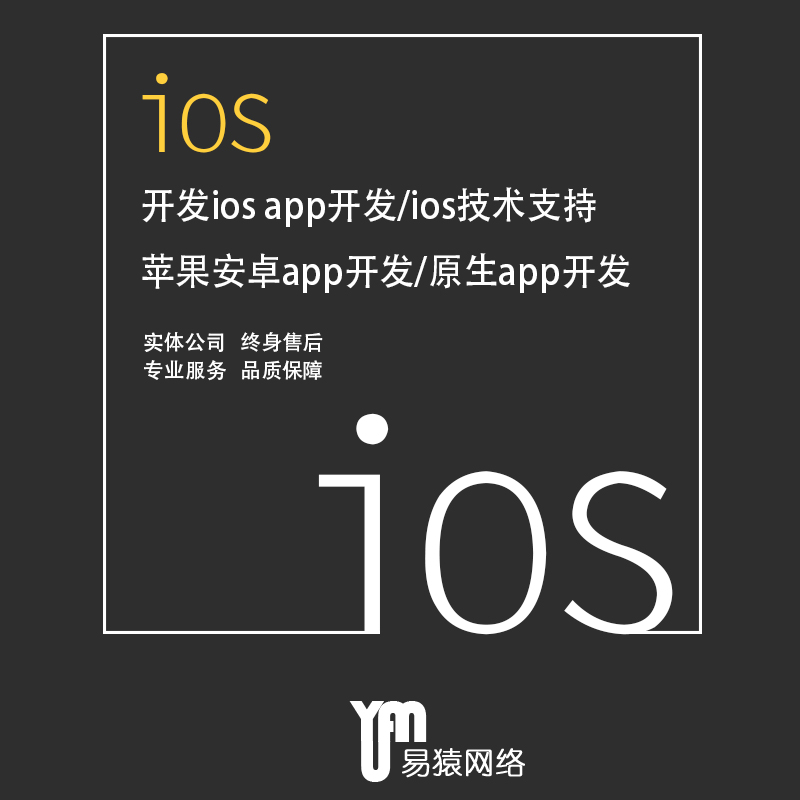 ios
开发ios app开发/ios技术支持
苹果安卓app开发/原生app开发
实体公司 终身售后
专业服务 品质保障
ios
易猿网络